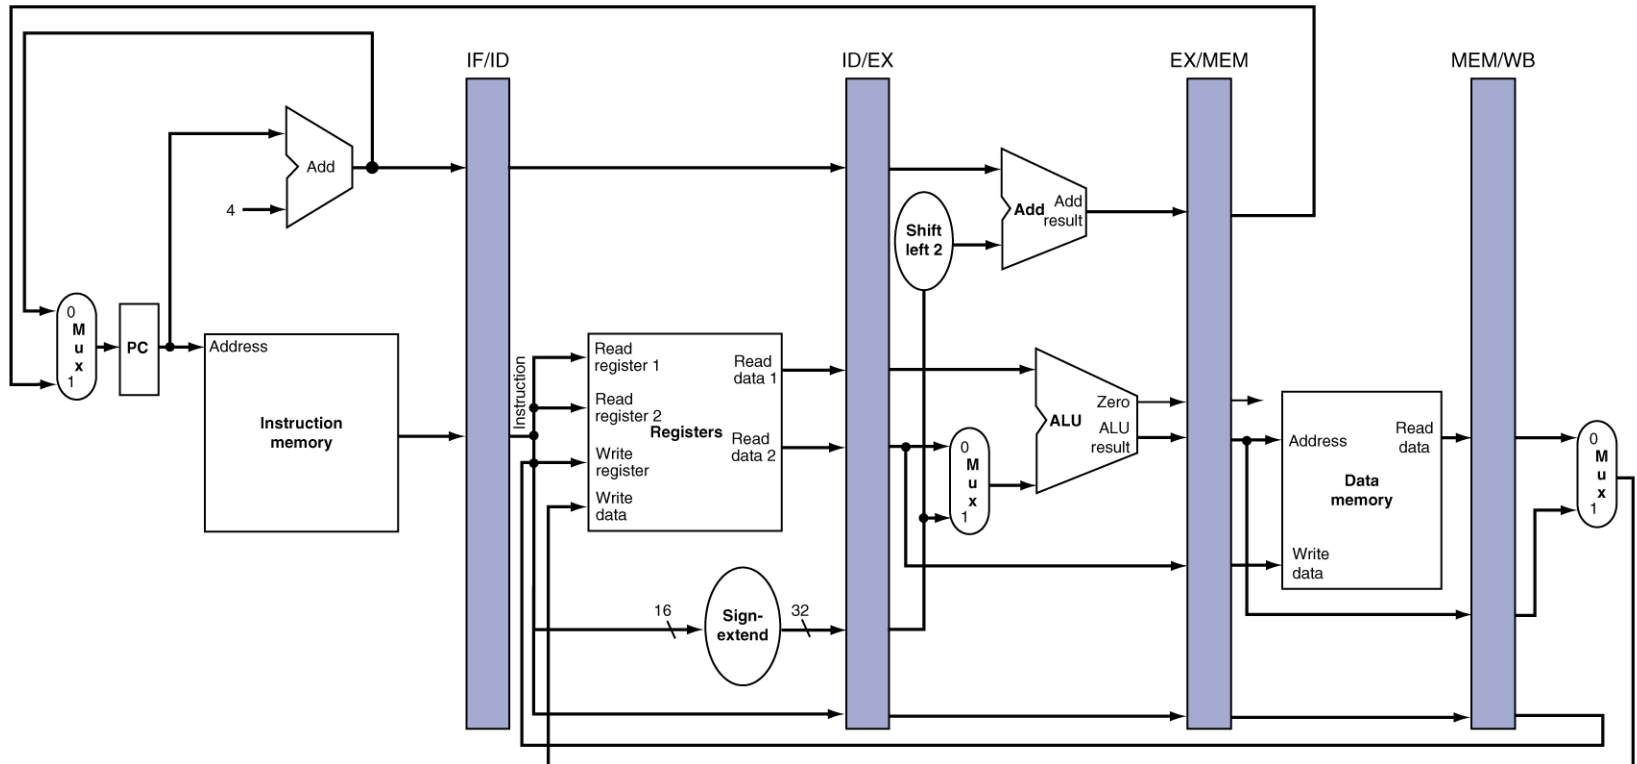 IF/ID
ID/EX
EX/MEM
MEM/WB
Add
4
Shift
left 2
Add
Add
result
0
M
u
x
1
PC
Address
Instruction
memory
Instruction
Read
register 1
Read
register 2
Write
register
Write
data
Registers
Read
data 1
Read
data 2
16
Sign-
extend
32
0
M
u
x
1
ALU
Zero
ALU
result
Address
Read
data
Data
memory
Write
data
0
M
u
x
1